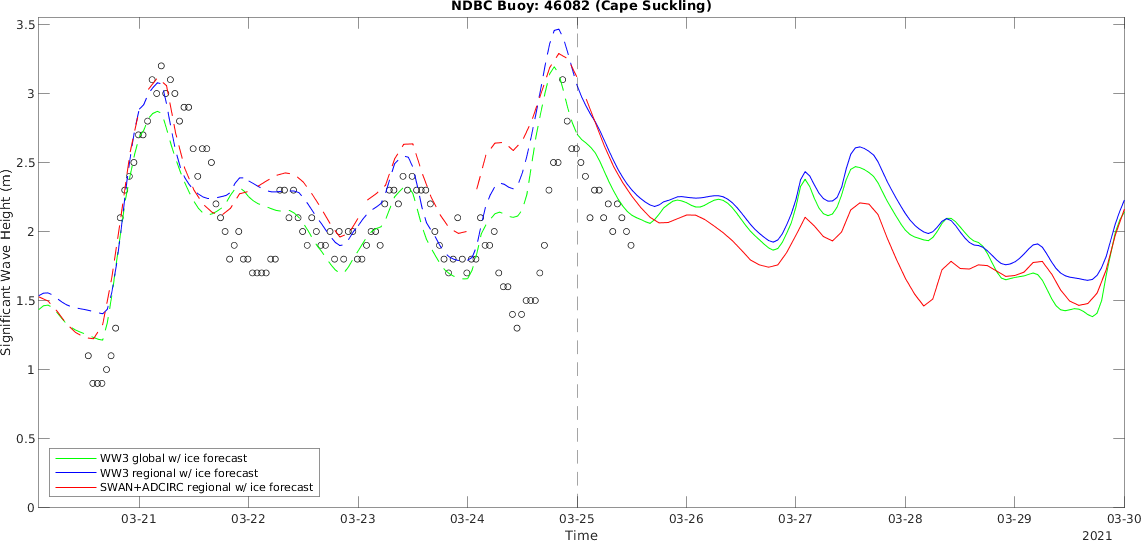 NDBC Buoy: 46082 (Cape Suckling)
3.5
3
2.5
2
1.5
1
0.5
0
Significant Wave Height (m)
WW3 global w/ ice forecast
WW3 regional w/ ice forecast
SWAN+ADCIRC regional w/ ice forecast
03-21 03-22 03-23 03-24 03-25 03-26 03-27 03-28 03-29 03-30
Time
2021